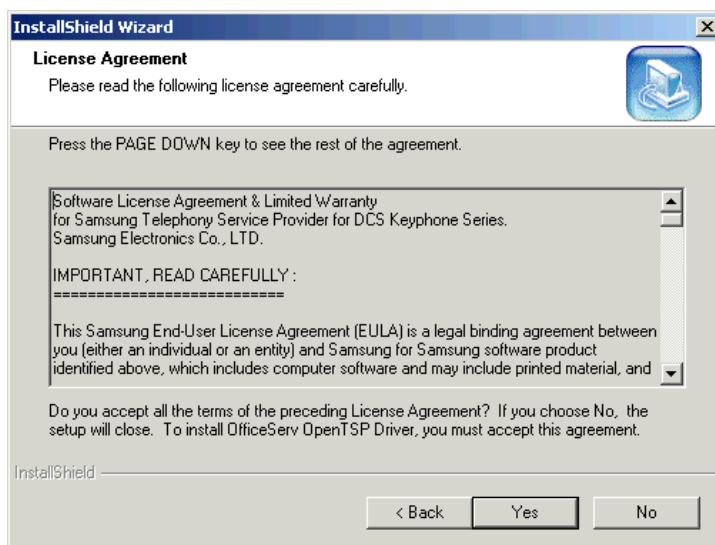 InstallShield Wizard
License Agreement
Please read the following license agreement carefully.
Press the PAGE DOWN key to see the rest of the agreement.
Software License Agreement & Limited Warranty
for Samsung Telephony Service Provider for DCS Keyphone Series.
Samsung Electronics Co., LTD.
IMPORTANT, READ CAREFULLY :
===========================
This Samsung End-User License Agreement (EULA) is a legal binding agreement between
you (either an individual or an entity) and Samsung for Samsung software product
identified above, which includes computer software and may include printed material, and
Do you accept all the terms of the preceding License Agreement? If you choose No, the
setup will close. To install OfficeServ OpenTSP Driver, you must accept this agreement.
InstallShield
< Back Yes No